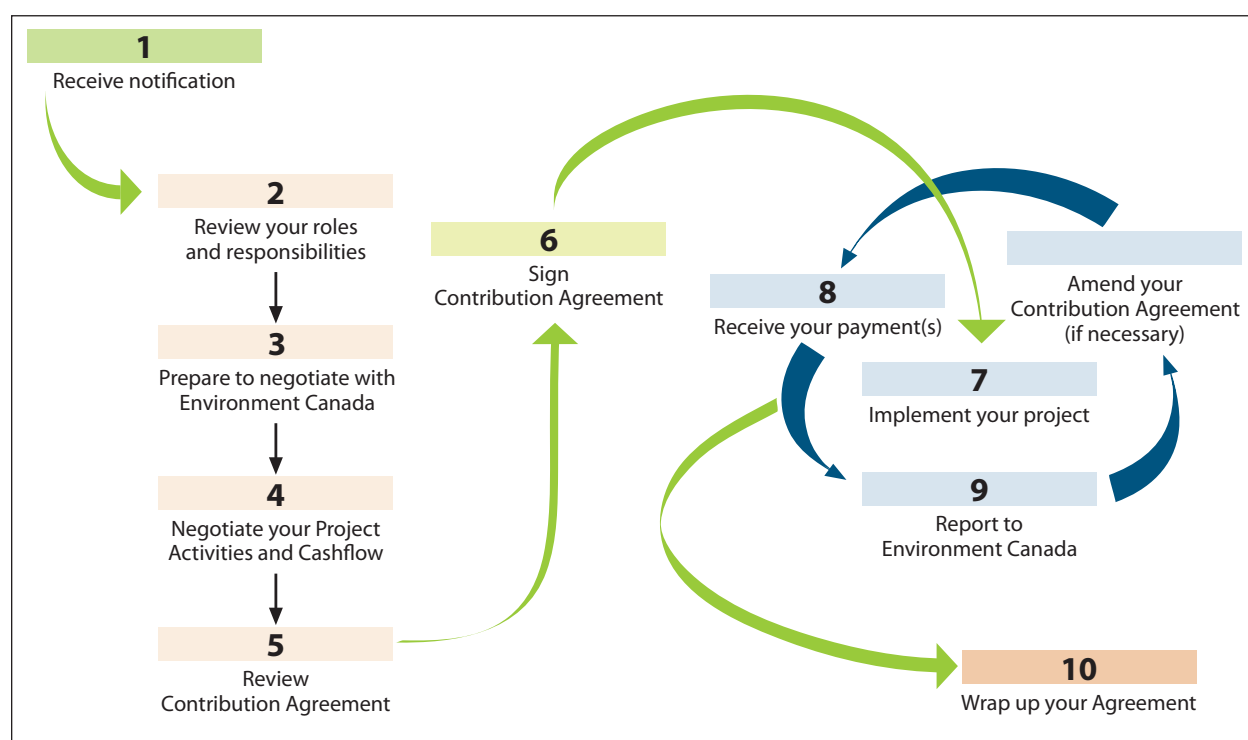 1
Receive notification
2
Review your roles
and responsibilities
3
Prepare to negotiate with
Environment Canada
4
Negotiate your Project
Activities and Cashflow
5
Review
Contribution Agreement
6
Sign
Contribution Agreement
7
Implement your project
8
Receive your payment(s)
9
Report to
Environment Canada
Amend your
Contribution Agreement
(if necessary)
10
Wrap up your Agreement